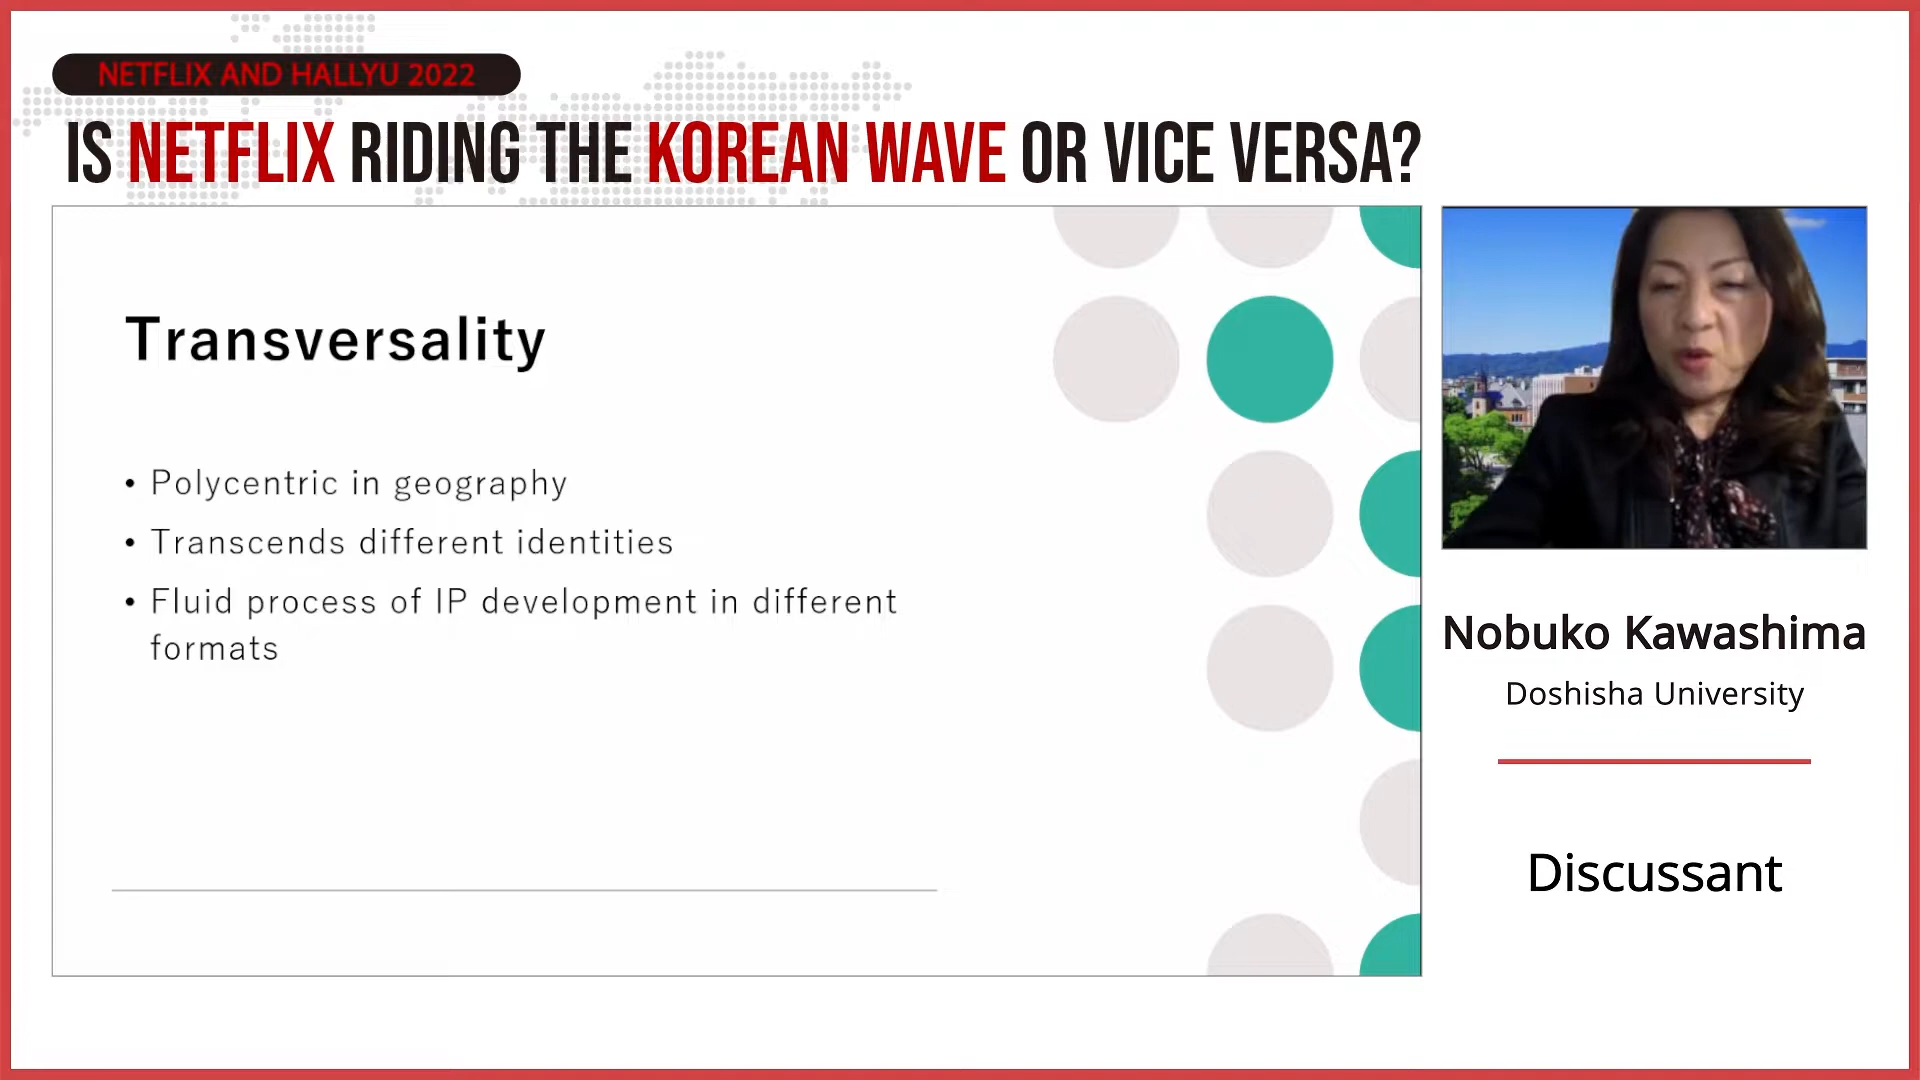 NETFLIX AND HALLYU 2022
IS NETFLIX RIDING THE KOREAN WAVE OR VICE VERSA?
Transversality
• Polycentric in geography
• Transcends different identities
• Fluid process of IP development in different
formats
Nobuko Kawashima
Doshisha University
Discussant